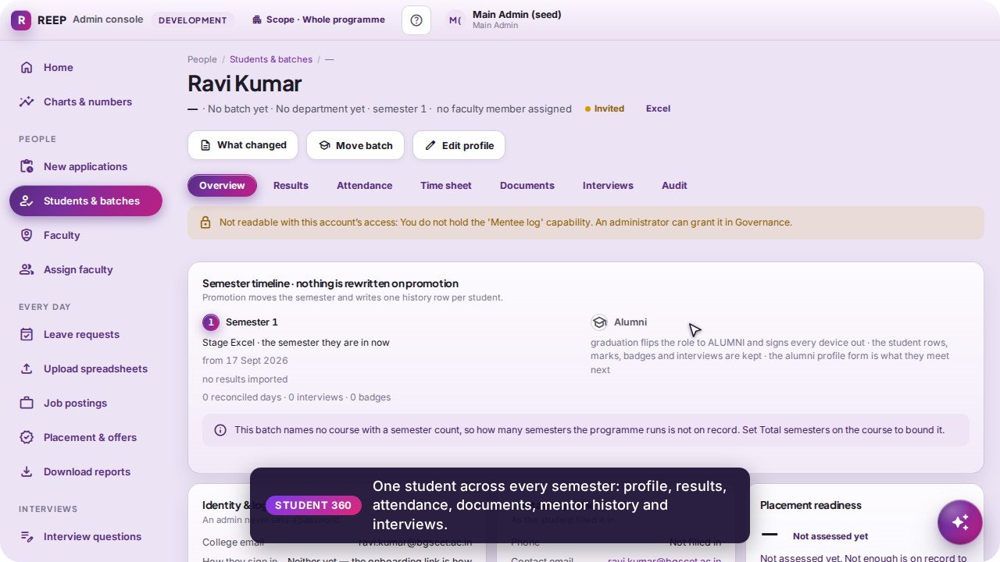 R REEP Admin console DEVELOPMENT Scope · Whole programme M( Main Admin (seed)
Main Admin
Home
Charts & numbers
PEOPLE
New applications
Students & batches
Faculty
Assign faculty
EVERY DAY
Leave requests
Upload spreadsheets
Job postings
Placement & offers
Download reports
INTERVIEWS
Interview questions
People / Students & batches / —
Ravi Kumar
— · No batch yet · No department yet · semester 1 · no faculty member assigned Invited Excel
What changed Move batch Edit profile
Overview Results Attendance Time sheet Documents Interviews Audit
Not readable with this account's access: You do not hold the 'Mentee log' capability. An administrator can grant it in Governance.
Semester timeline · nothing is rewritten on promotion
Promotion moves the semester and writes one history row per student.
1 Semester 1
Stage Excel · the semester they are in now
from 17 Sept 2026
no results imported
0 reconciled days · 0 interviews · 0 badges
Alumni
graduation flips the role to ALUMNI and signs every device out · the student rows,
marks, badges and interviews are kept · the alumni profile form is what they meet
next
This batch names no course with a semester count, so how many semesters the programme runs is not on record. Set Total semesters on the course to bound it.
STUDENT 360
One student across every semester: profile, results,
attendance, documents, mentor history and
interviews.
Identity &
An admin never sets a password.
College email ravi.kumar@bgscet.ac.in
How they sign in Neither yet — the onboarding link is how
As the student filled it in.
Phone Not filled in
Contact email ravi.kumar@bgscet.ac.in
Placement readiness
— Not assessed yet
Not assessed yet. Not enough is on record to